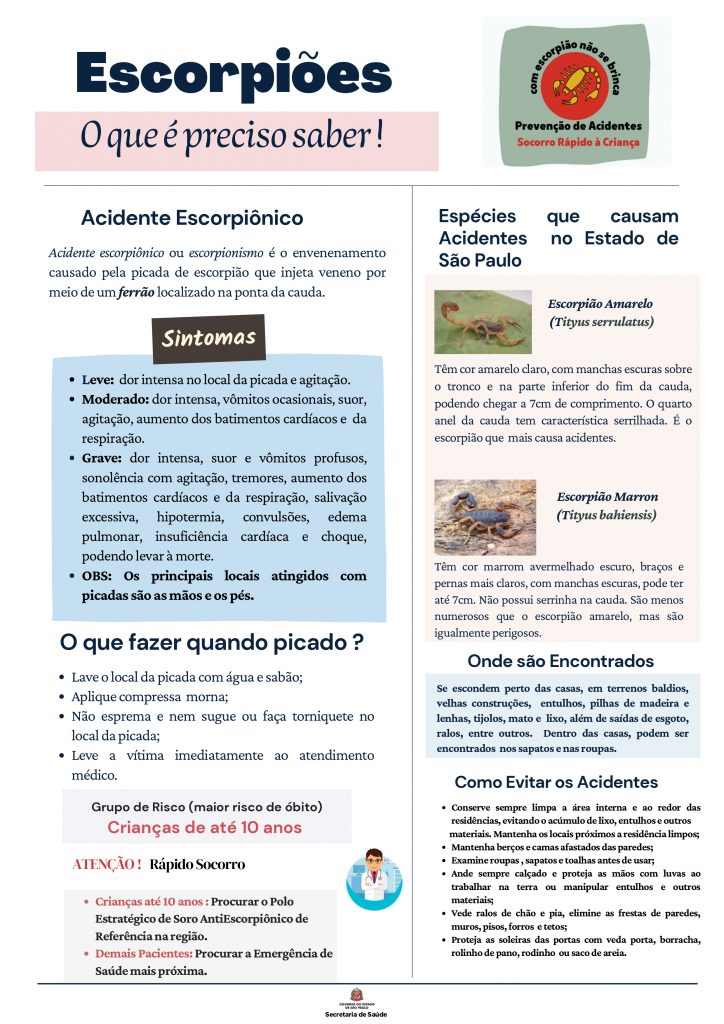 Escorpiões
O que é preciso saber !
com escorpião não se brinca
Prevenção de Acidentes
Socorro Rápido à Criança
Acidente Escorpiônico
Acidente escorpiônico ou escorpionismo é o envenenamento
causado pela picada de escorpião que injeta veneno por
meio de um ferrão localizado na ponta da cauda.
Sintomas
• Leve: dor intensa no local da picada e agitação.
• Moderado: dor intensa, vômitos ocasionais, suor,
agitação, aumento dos batimentos cardíacos e da
respiração.
• Grave: dor intensa, suor e vômitos profusos,
sonolência com agitação, tremores, aumento dos
batimentos cardíacos e da respiração, salivação
excessiva, hipotermia, convulsões, edema
pulmonar, insuficiência cardíaca e choque,
podendo levar à morte.
• OBS: Os principais locais atingidos com
picadas são as mãos e os pés.
O que fazer quando picado ?
• Lave o local da picada com água e sabão;
• Aplique compressa morna;
• Não esprema e nem sugue ou faça torniquete no
local da picada;
• Leve a vítima imediatamente ao atendimento
médico.
Grupo de Risco (maior risco de óbito)
Crianças de até 10 anos
ATENÇÃO ! Rápido Socorro
• Crianças até 10 anos : Procurar o Polo
Estratégico de Soro AntiEscorpiônico de
Referência na região.
• Demais Pacientes: Procurar a Emergência de
Saúde mais próxima.
Espécies que causam
Acidentes no Estado de
São Paulo
Escorpião Amarelo
(Tityus serrulatus)
Têm cor amarelo claro, com manchas escuras sobre
o tronco e na parte inferior do fim da cauda,
podendo chegar a 7cm de comprimento. O quarto
anel da cauda tem característica serrilhada. É o
escorpião que mais causa acidentes.
Escorpião Marron
(Tityus bahiensis)
Têm cor marrom avermelhado escuro, braços e
pernas mais claros, com manchas escuras, pode ter
até 7cm. Não possui serrinha na cauda. São menos
numerosos que o escorpião amarelo, mas são
igualmente perigosos.
Onde são Encontrados
Se escondem perto das casas, em terrenos baldios,
velhas construções, entulhos, pilhas de madeira e
lenhas, tijolos, mato e lixo, além de saídas de esgoto,
ralos, entre outros. Dentro das casas, podem ser
encontrados nos sapatos e nas roupas.
Como Evitar os Acidentes
• Conserve sempre limpa a área interna e ao redor das
residências, evitando o acúmulo de lixo, entulhos e outros
materiais. Mantenha os locais próximos a residência limpos;
• Mantenha berços e camas afastados das paredes;
• Examine roupas , sapatos e toalhas antes de usar;
• Ande sempre calçado e proteja as mãos com luvas ao
trabalhar na terra ou manipular entulhos e outros
materiais;
• Vede ralos de chão e pia, elimine as frestas de paredes,
muros, pisos, forros e tetos;
• Proteja as soleiras das portas com veda porta, borracha,
rolinho de pano, rodinho ou saco de areia.
GOVERNO DO ESTADO
DE SÃO PAULO
Secretaria de Saúde